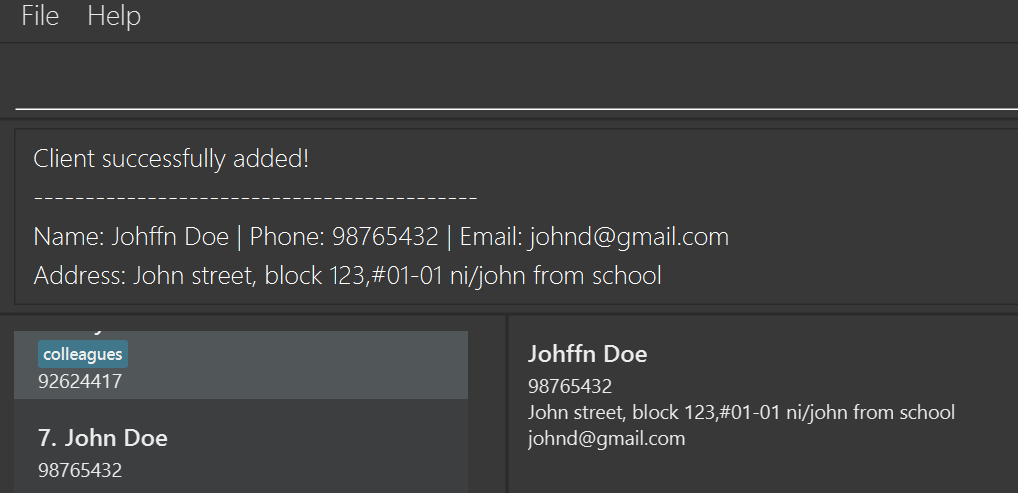 File Help
Client successfully added!
-------------------------------------------
Name: Johffn Doe | Phone: 98765432 | Email: johnd@gmail.com
Address: John street, block 123,#01-01 ni/john from school
colleagues
92624417
7. John Doe
98765432
Johffn Doe
98765432
John street, block 123,#01-01 ni/john from school
johnd@gmail.com